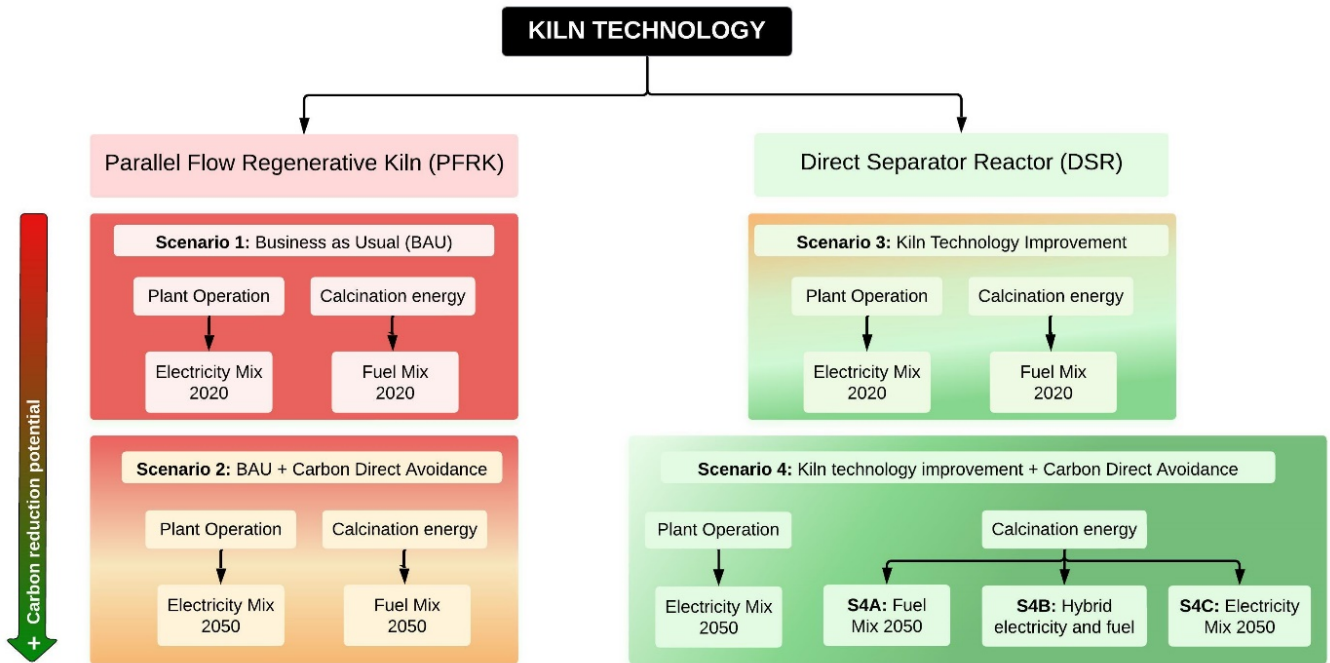 KILN TECHNOLOGY
Parallel Flow Regenerative Kiln (PFRK)
Direct Separator Reactor (DSR)
+ Carbon reduction potential
Scenario 1: Business as Usual (BAU)
Plant Operation
Calcination energy
Electricity Mix
2020
Fuel Mix
2020
Scenario 3: Kiln Technology Improvement
Plant Operation
Calcination energy
Electricity Mix
2020
Fuel Mix
2020
Scenario 2: BAU + Carbon Direct Avoidance
Plant Operation
Calcination energy
Electricity Mix
2050
Fuel Mix
2050
Scenario 4: Kiln technology improvement + Carbon Direct Avoidance
Plant Operation
Calcination energy
Electricity Mix
2050
S4A: Fuel
Mix 2050
S4B: Hybrid
electricity and fuel
S4C: Electricity
Mix 2050